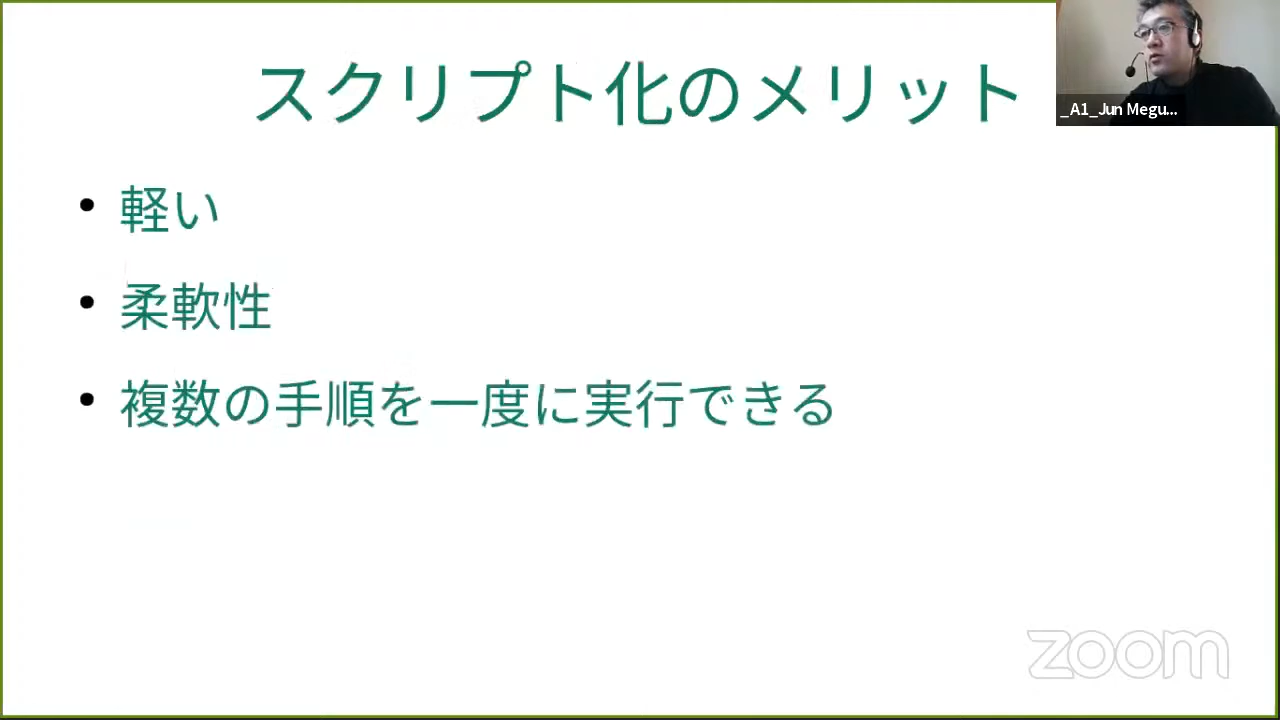 スクリプト化のメリット
_A1_Jun Megu...
• 軽い
• 柔軟性
• 複数の手順を一度に実行できる
zoom